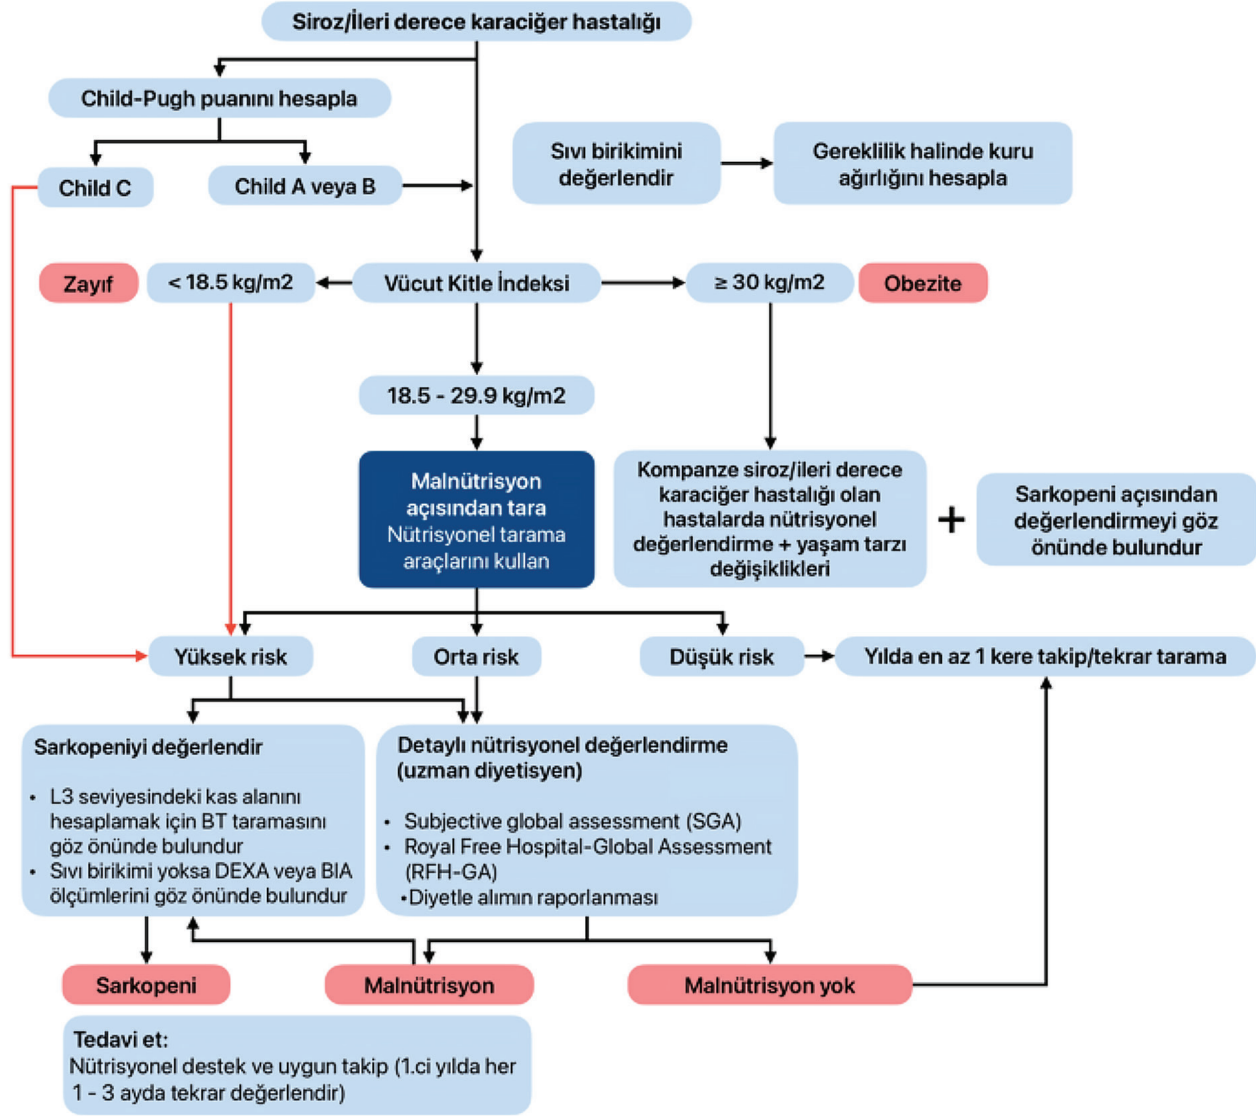 Siroz/İleri derece karaciğer hastalığı
Child-Pugh puanını hesapla
Child C
Child A veya B
Sıvı birikimini
değerlendir
Gereklilik halinde kuru
ağırlığını hesapla
Zayıf
< 18.5 kg/m2
Vücut Kitle İndeksi
≥ 30 kg/m2
Obezite
18.5 - 29.9 kg/m2
Malnütrisyon
açısından tara
Nütrisyonel tarama
araçlarını kullan
Kompanze siroz/ileri derece
karaciğer hastalığı olan
hastalarda nütrisyonel
değerlendirme + yaşam tarzı
değişiklikleri
+
Sarkopeni açısından
değerlendirmeyi göz
önünde bulundur
Yüksek risk
Orta risk
Düşük risk
Yılda en az 1 kere takip/tekrar tarama
Sarkopeniyi değerlendir
• L3 seviyesindeki kas alanını
hesaplamak için BT taramasını
göz önünde bulundur
• Sıvı birikimi yoksa DEXA veya BIA
ölçümlerini göz önünde bulundur
Detaylı nütrisyonel değerlendirme
(uzman diyetisyen)
• Subjective global assessment (SGA)
• Royal Free Hospital-Global Assessment
(RFH-GA)
•Diyetle alımın raporlanması
Sarkopeni
Malnütrisyon
Malnütrisyon yok
Tedavi et:
Nütrisyonel destek ve uygun takip (1.ci yılda her
1 - 3 ayda tekrar değerlendir)